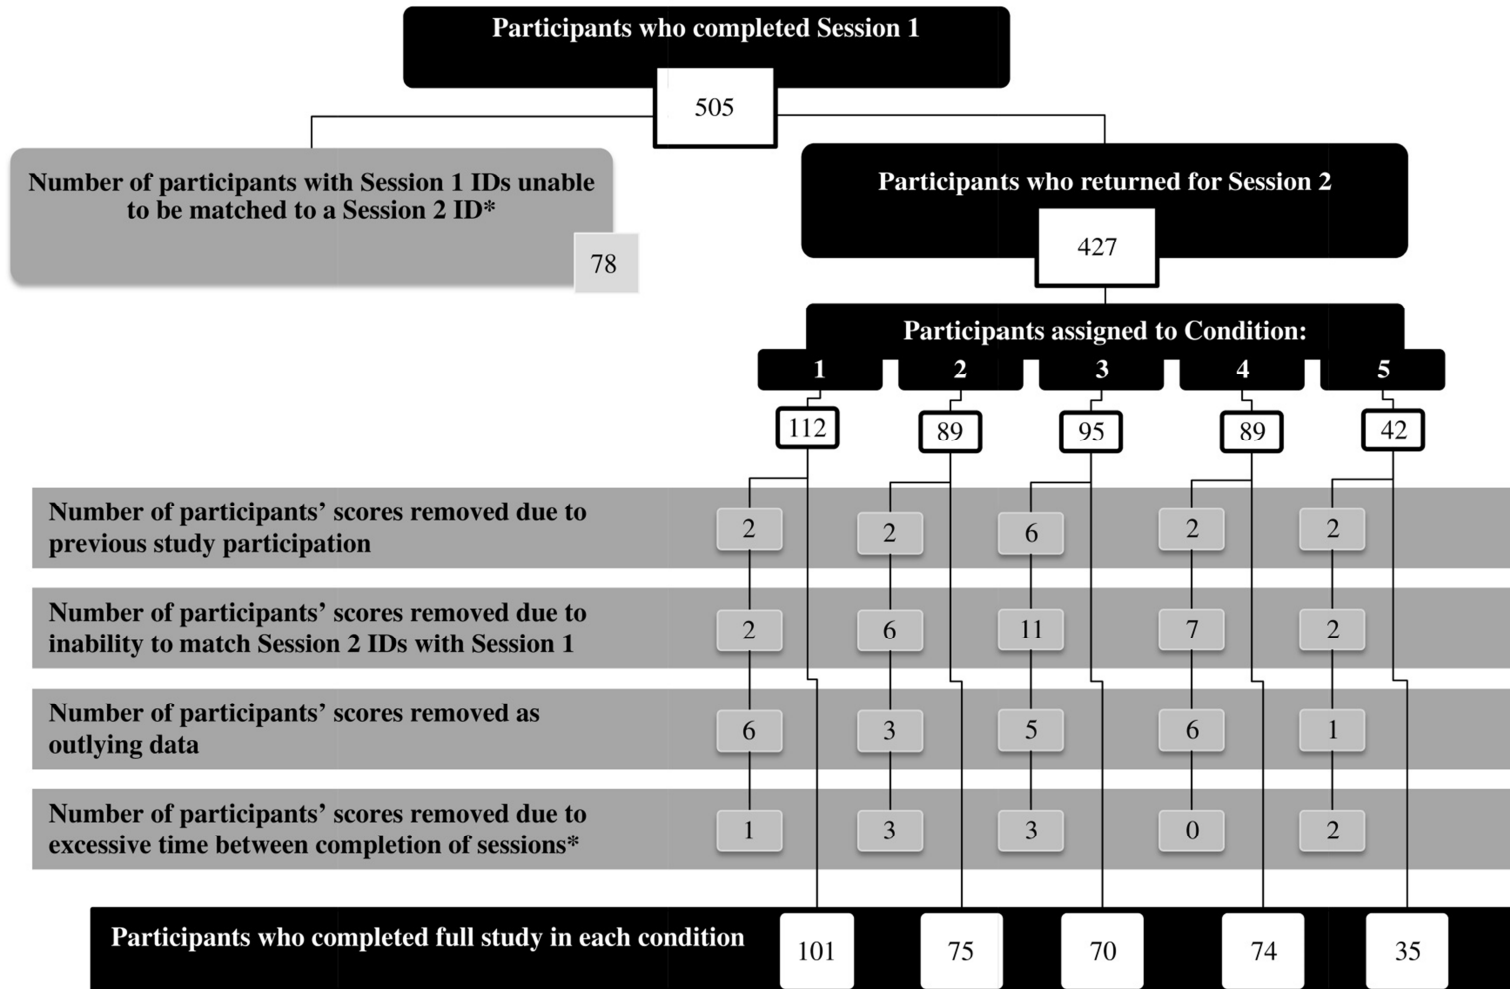 Participants who completed Session 1
505
Number of participants with Session 1 IDs unable
to be matched to a Session 2 ID*
78
Participants who returned for Session 2
427
Participants assigned to Condition:
1 2 3 4 5
112 89 95 89 42
Number of participants’ scores removed due to
previous study participation
2 2 6 2 2
Number of participants’ scores removed due to
inability to match Session 2 IDs with Session 1
2 6 11 7 2
Number of participants’ scores removed as
outlying data
6 3 5 6 1
Number of participants’ scores removed due to
excessive time between completion of sessions*
1 3 3 0 2
Participants who completed full study in each condition
101 75 70 74 35